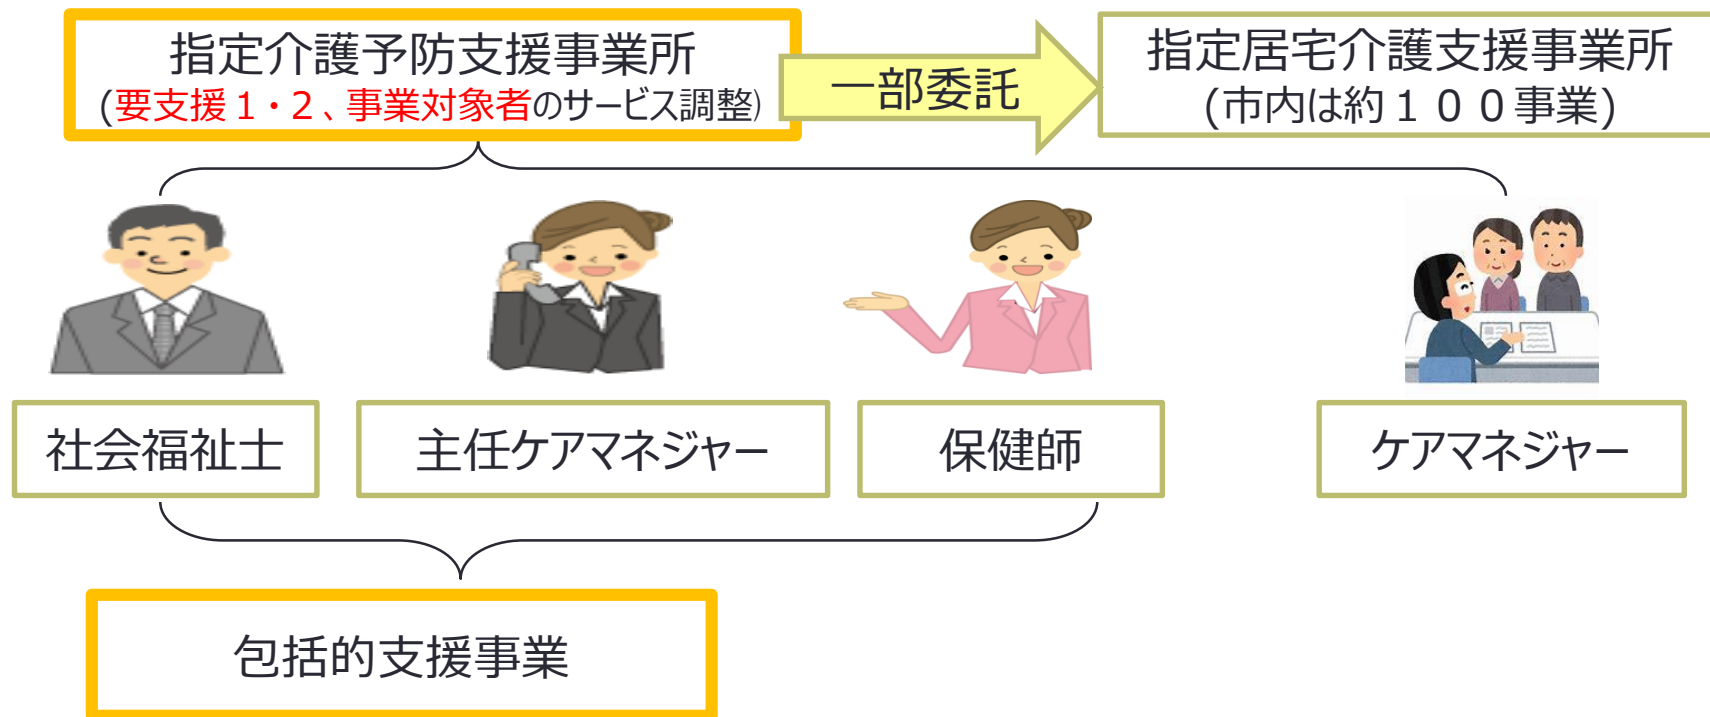 指定介護予防支援事業所
(要支援１・２、事業対象者のサービス調整)
一部委託
指定居宅介護支援事業所
(市内は約１００事業)
社会福祉士
主任ケアマネジャー
保健師
ケアマネジャー
包括的支援事業